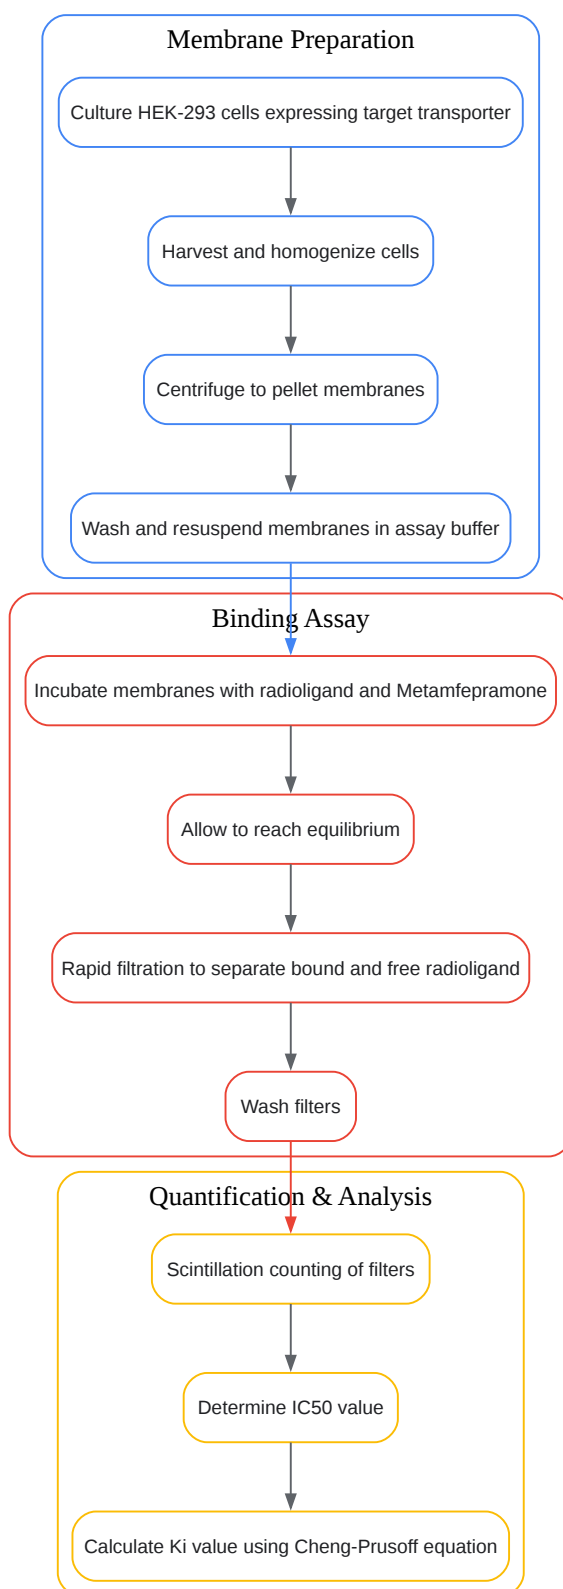 Membrane Preparation
Culture HEK-293 cells expressing target transporter
Harvest and homogenize cells
Centrifuge to pellet membranes
Wash and resuspend membranes in assay buffer
Binding Assay
Incubate membranes with radioligand and Metamfepramone
Allow to reach equilibrium
Rapid filtration to separate bound and free radioligand
Wash filters
Quantification & Analysis
Scintillation counting of filters
Determine IC50 value
Calculate Ki value using Cheng-Prusoff equation